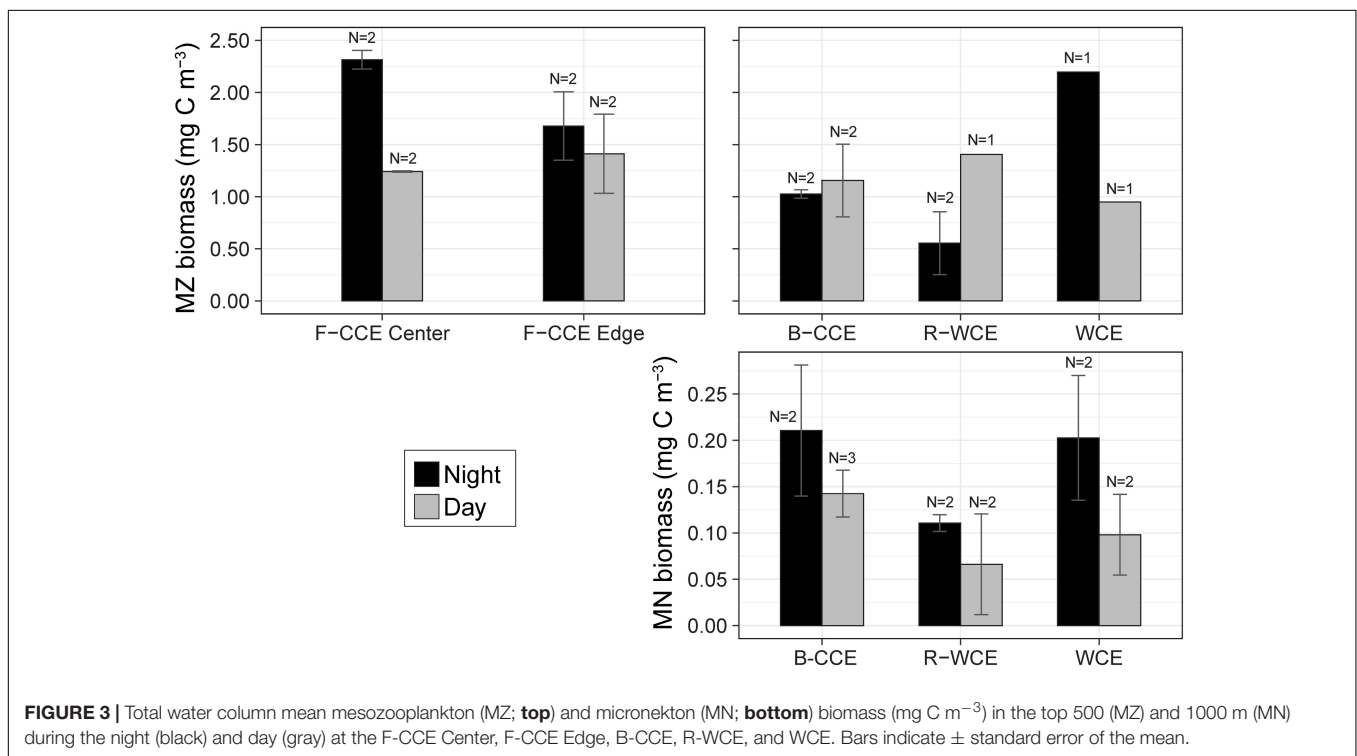 N=2
N=2
N=2
N=2
2.50
2.00
1.50
1.00
0.50
0.00
MZ biomass (mg C m−3)
F−CCE Center
F−CCE Edge
N=2
N=2
N=2
N=1
N=1
N=1
B−CCE
R−WCE
WCE
Night
Day
MN biomass (mg C m−3)
0.25
0.20
0.15
0.10
0.05
0.00
N=2
N=3
N=2
N=2
N=2
N=2
B-CCE
R−WCE
WCE
FIGURE 3 | Total water column mean mesozooplankton (MZ; top) and micronekton (MN; bottom) biomass (mg C m−3) in the top 500 (MZ) and 1000 m (MN)
during the night (black) and day (gray) at the F-CCE Center, F-CCE Edge, B-CCE, R-WCE, and WCE. Bars indicate ± standard error of the mean.